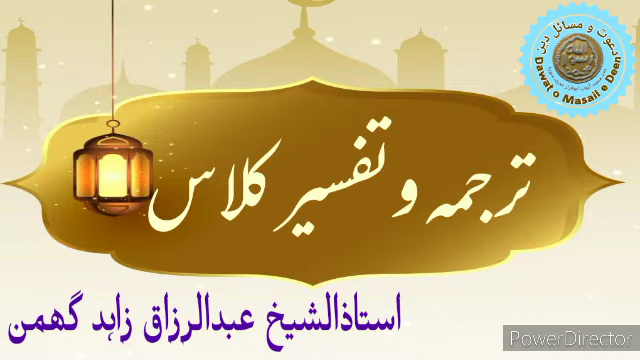 دعوت و مسائل دین
Dawat o Masail e Deen
ترجمہ و تفسیر کلاس
استاذالشیخ عبدالرزاق زاہد گھمن
PowerDirector